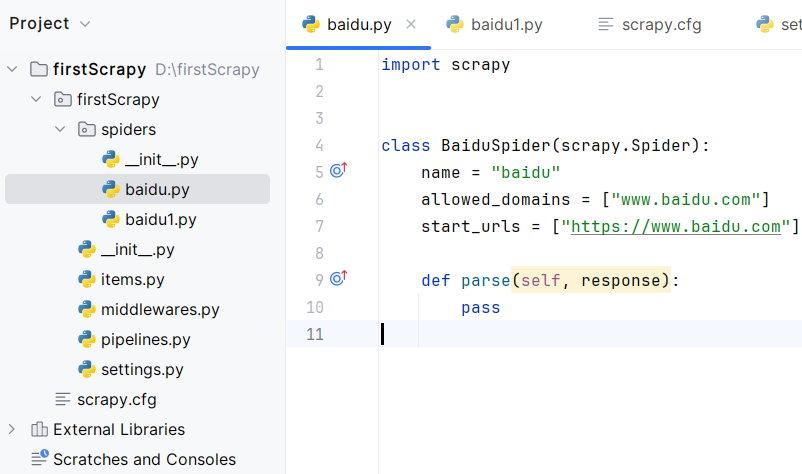 Project
baidu.py
baidu1.py
scrapy.cfg
firstScrapy D:\firstScrapy
firstScrapy
spiders
__init__.py
baidu.py
baidu1.py
__init__.py
items.py
middlewares.py
pipelines.py
settings.py
scrapy.cfg
External Libraries
Scratches and Consoles
1 import scrapy
2
3
4 class BaiduSpider(scrapy.Spider):
5     name = "baidu"
6     allowed_domains = ["www.baidu.com"]
7     start_urls = ["https://www.baidu.com"]
8
9     def parse(self, response):
10         pass
11